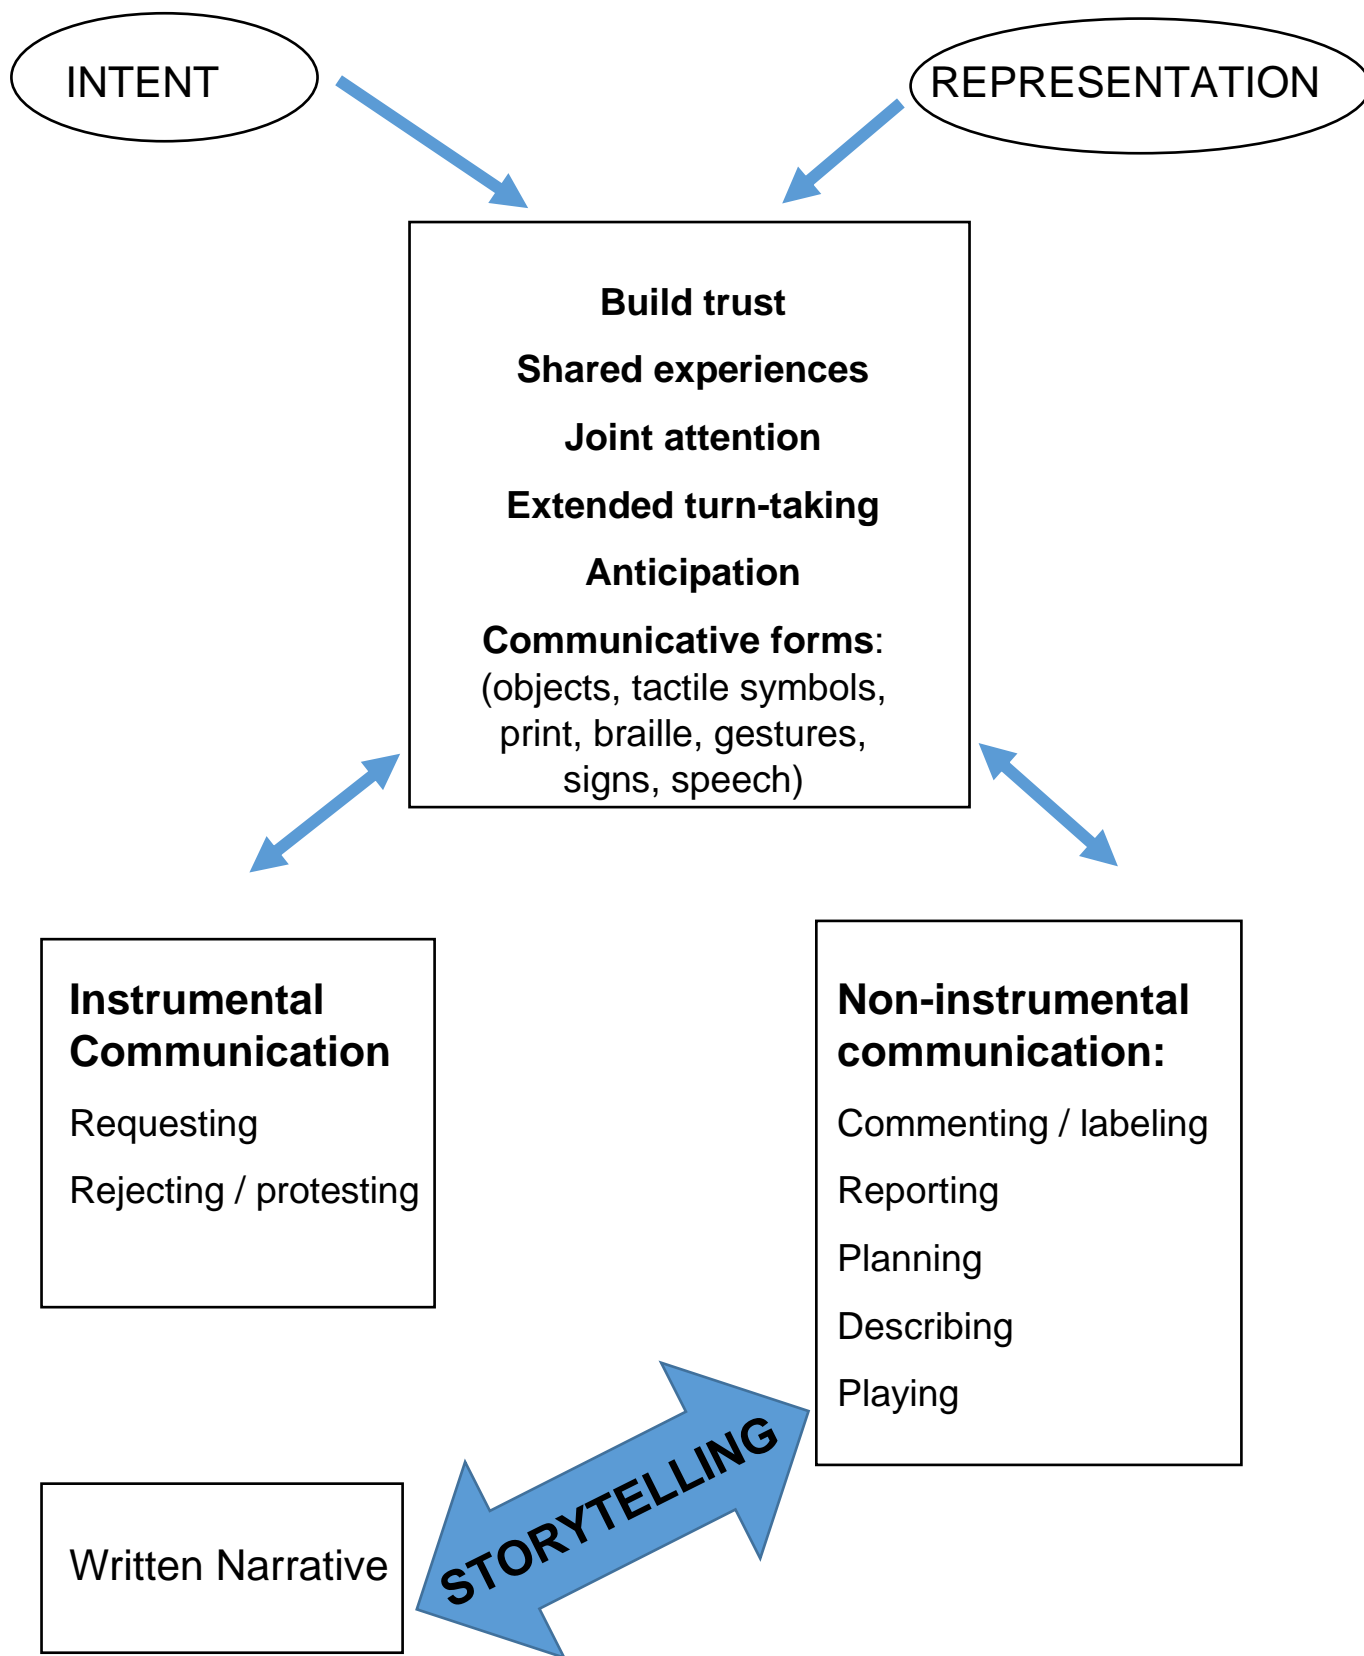 INTENT
REPRESENTATION
Build trust
Shared experiences
Joint attention
Extended turn-taking
Anticipation
Communicative forms:
(objects, tactile symbols,
print, braille, gestures,
signs, speech)
Instrumental
Communication
Requesting
Rejecting / protesting
Non-instrumental
communication:
Commenting / labeling
Reporting
Planning
Describing
Playing
STORYTELLING
Written Narrative